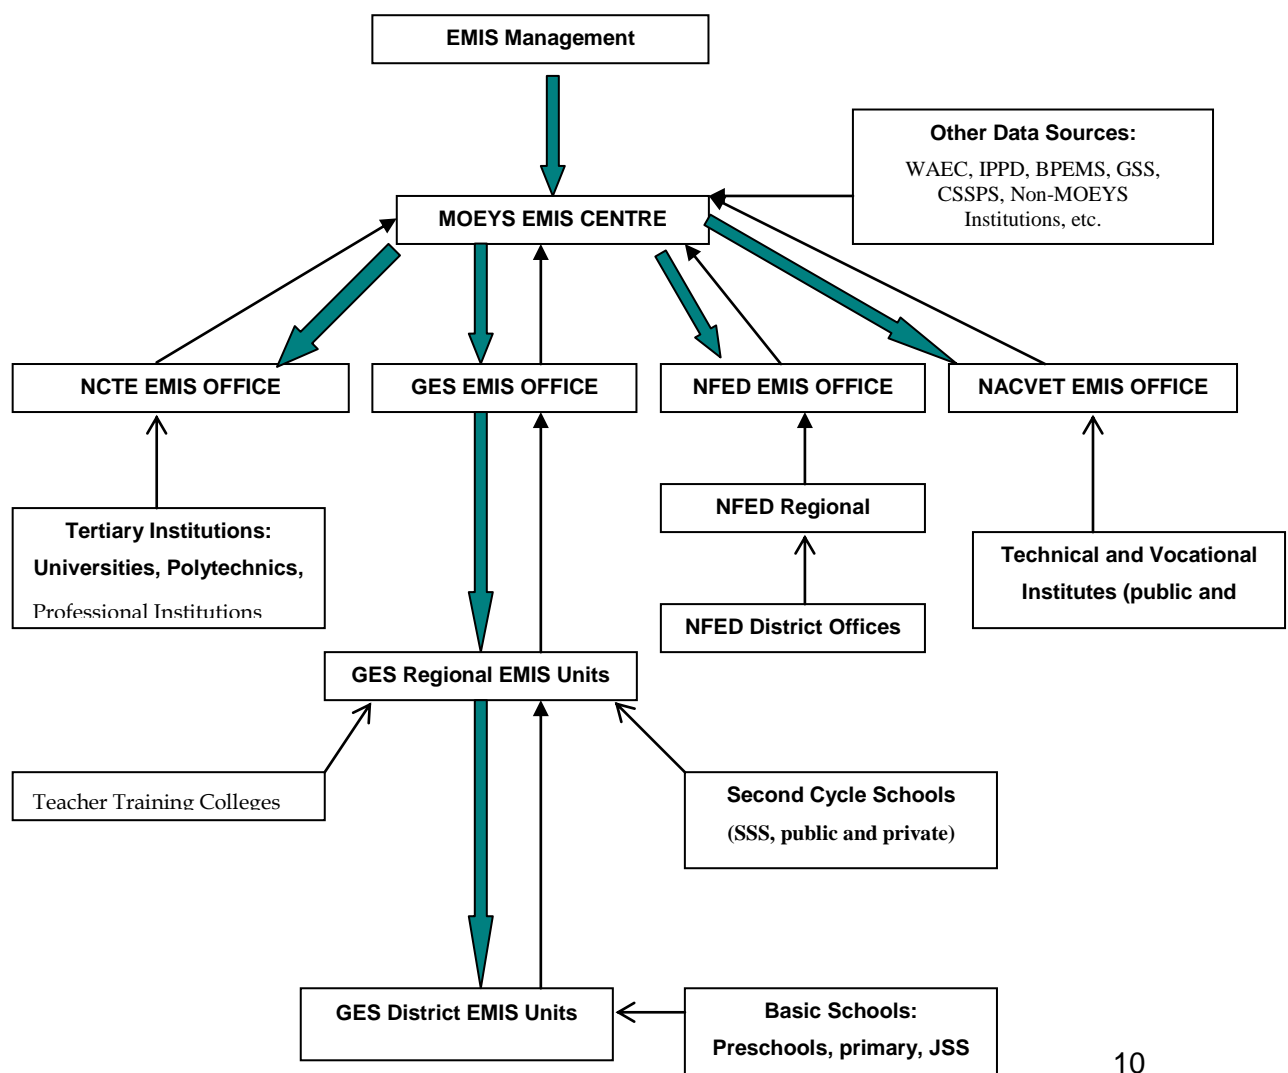 EMIS Management
Other Data Sources:
WAEC, IPPD, BPEMS, GSS,
CSSPS, Non-MOEYS
Institutions, etc.
MOEYS EMIS CENTRE
NCTE EMIS OFFICE
GES EMIS OFFICE
NFED EMIS OFFICE
NACVET EMIS OFFICE
Tertiary Institutions:
Universities, Polytechnics,
Professional Institutions
NFED Regional
Technical and Vocational
Institutes (public and
NFED District Offices
GES Regional EMIS Units
Teacher Training Colleges
Second Cycle Schools
(SSS, public and private)
GES District EMIS Units
Basic Schools:
Preschools, primary, JSS
10